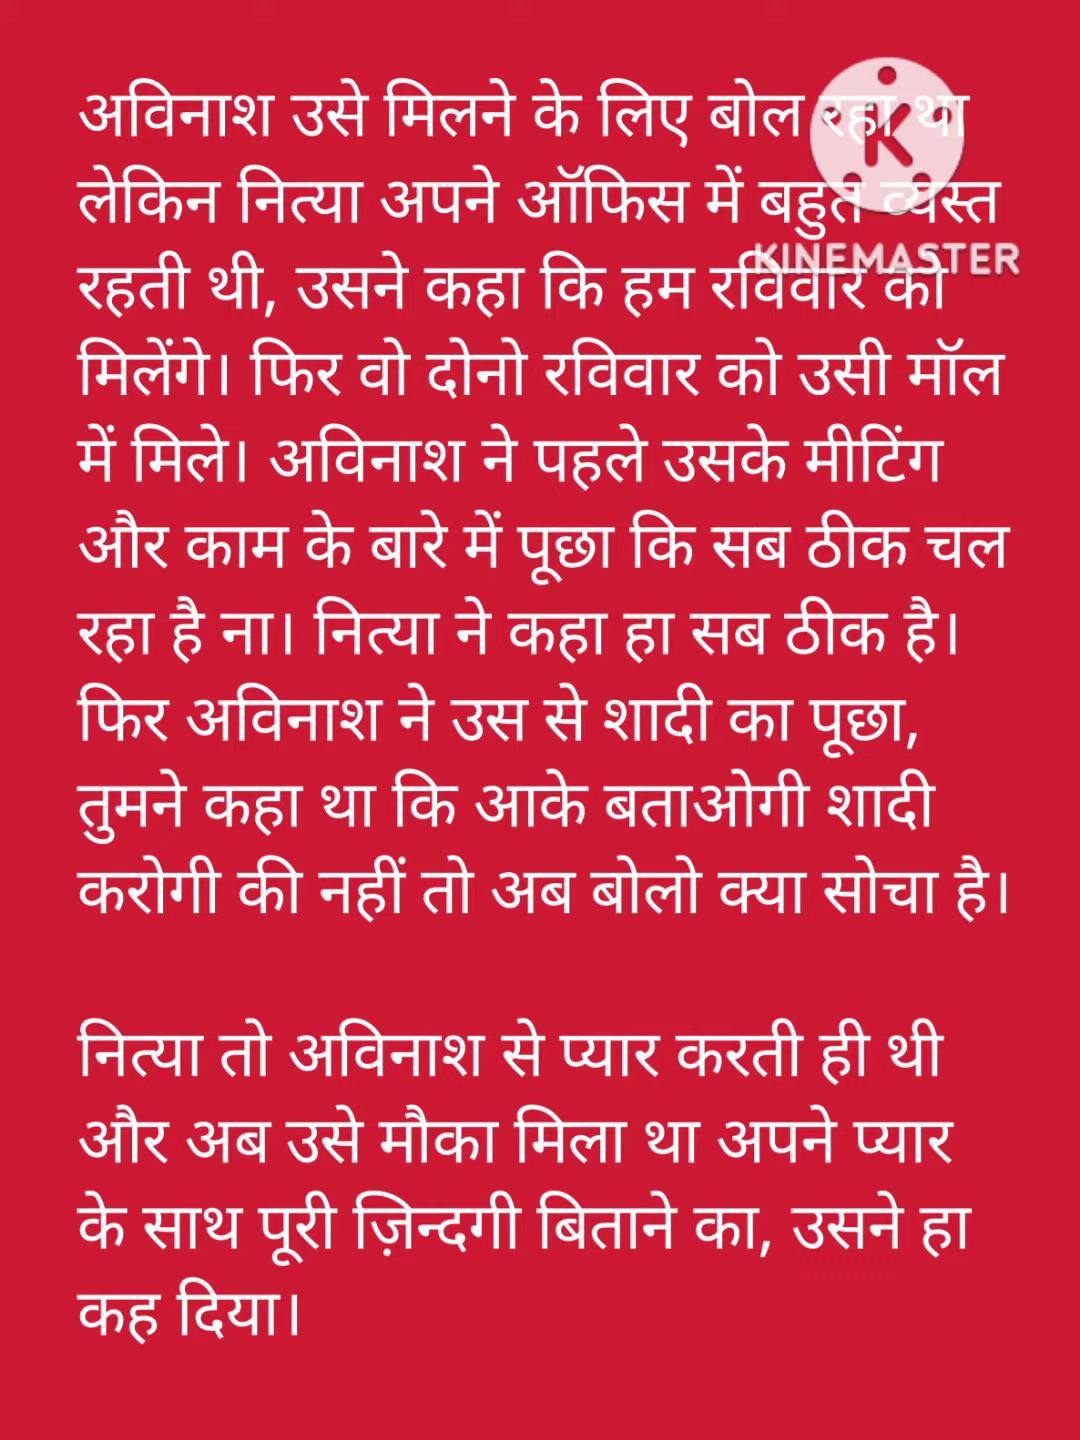 अविनाश उसे मिलने के लिए बोल रहा था
लेकिन नित्या अपने ऑफिस में बहुत व्यस्त
रहती थी, उसने कहा कि हम रविवार को
मिलेंगे। फिर वो दोनो रविवार को उसी मॉल
में मिले। अविनाश ने पहले उसके मीटिंग
और काम के बारे में पूछा कि सब ठीक चल
रहा है ना। नित्या ने कहा हा सब ठीक है।
फिर अविनाश ने उस से शादी का पूछा,
तुमने कहा था कि आके बताओगी शादी
करोगी की नहीं तो अब बोलो क्या सोचा है।
नित्या तो अविनाश से प्यार करती ही थी
और अब उसे मौका मिला था अपने प्यार
के साथ पूरी ज़िन्दगी बिताने का, उसने हा
कह दिया।
K
KINEMASTER